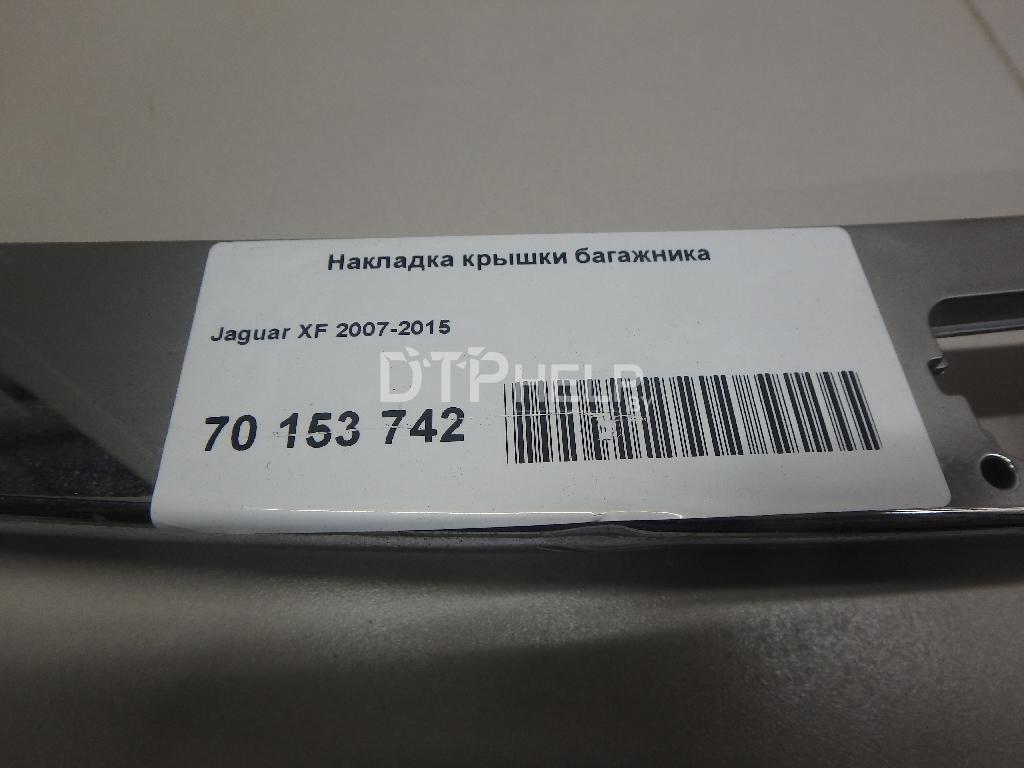 Накладка крышки багажника
Jaguar XF 2007-2015
DTPHELP
70 153 742